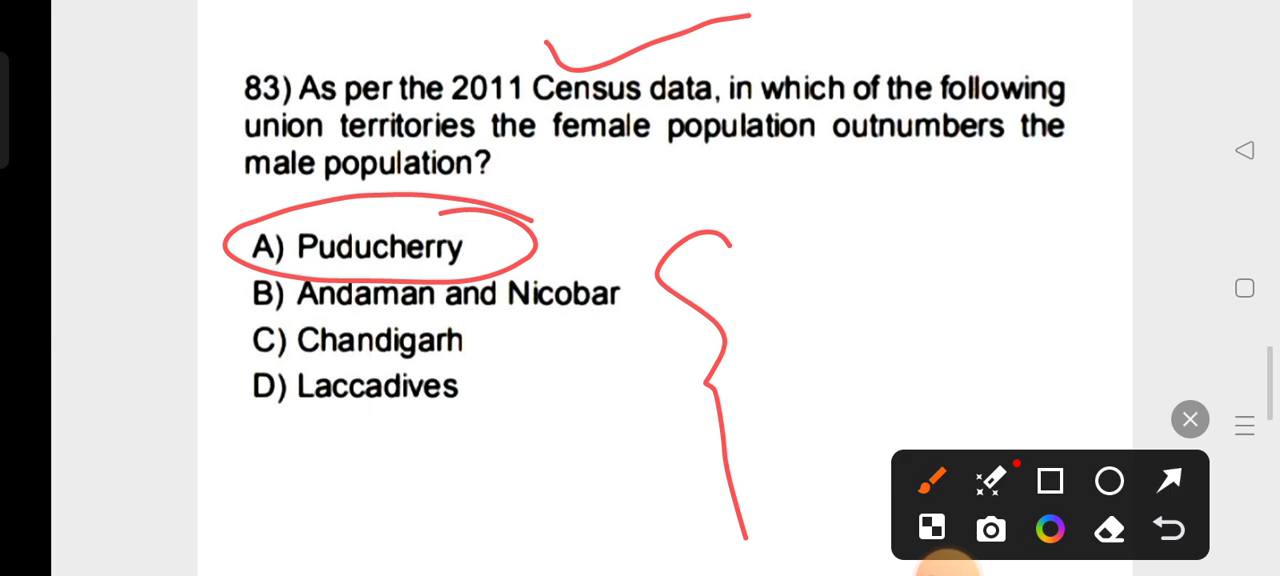 83) As per the 2011 Census data, in which of the following
union territories the female population outnumbers the
male population?
A) Puducherry
B) Andaman and Nicobar
C) Chandigarh
D) Laccadives